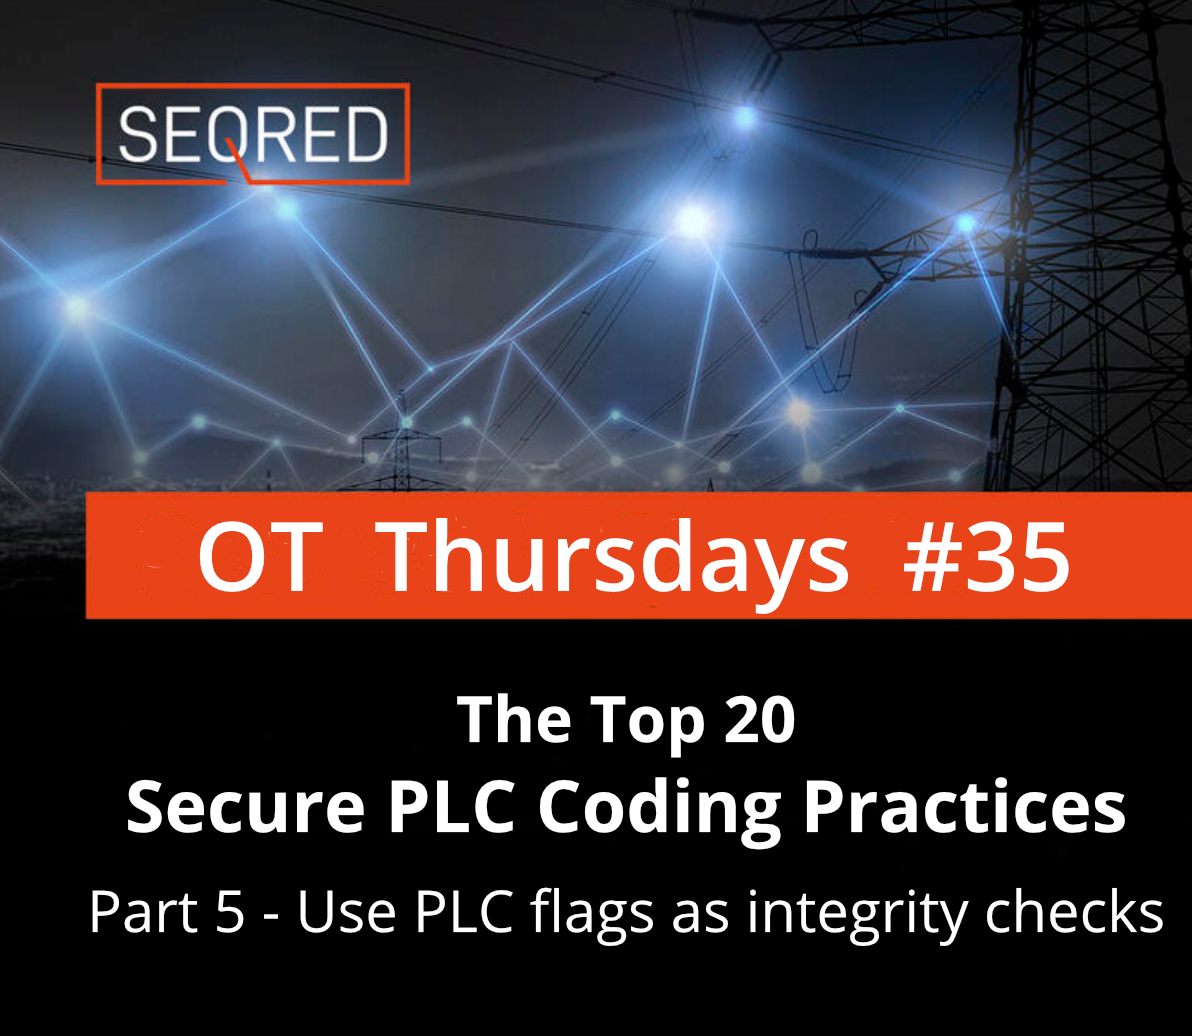 SEQRED
OT Thursdays #35
The Top 20
Secure PLC Coding Practices
Part 5 - Use PLC flags as integrity checks